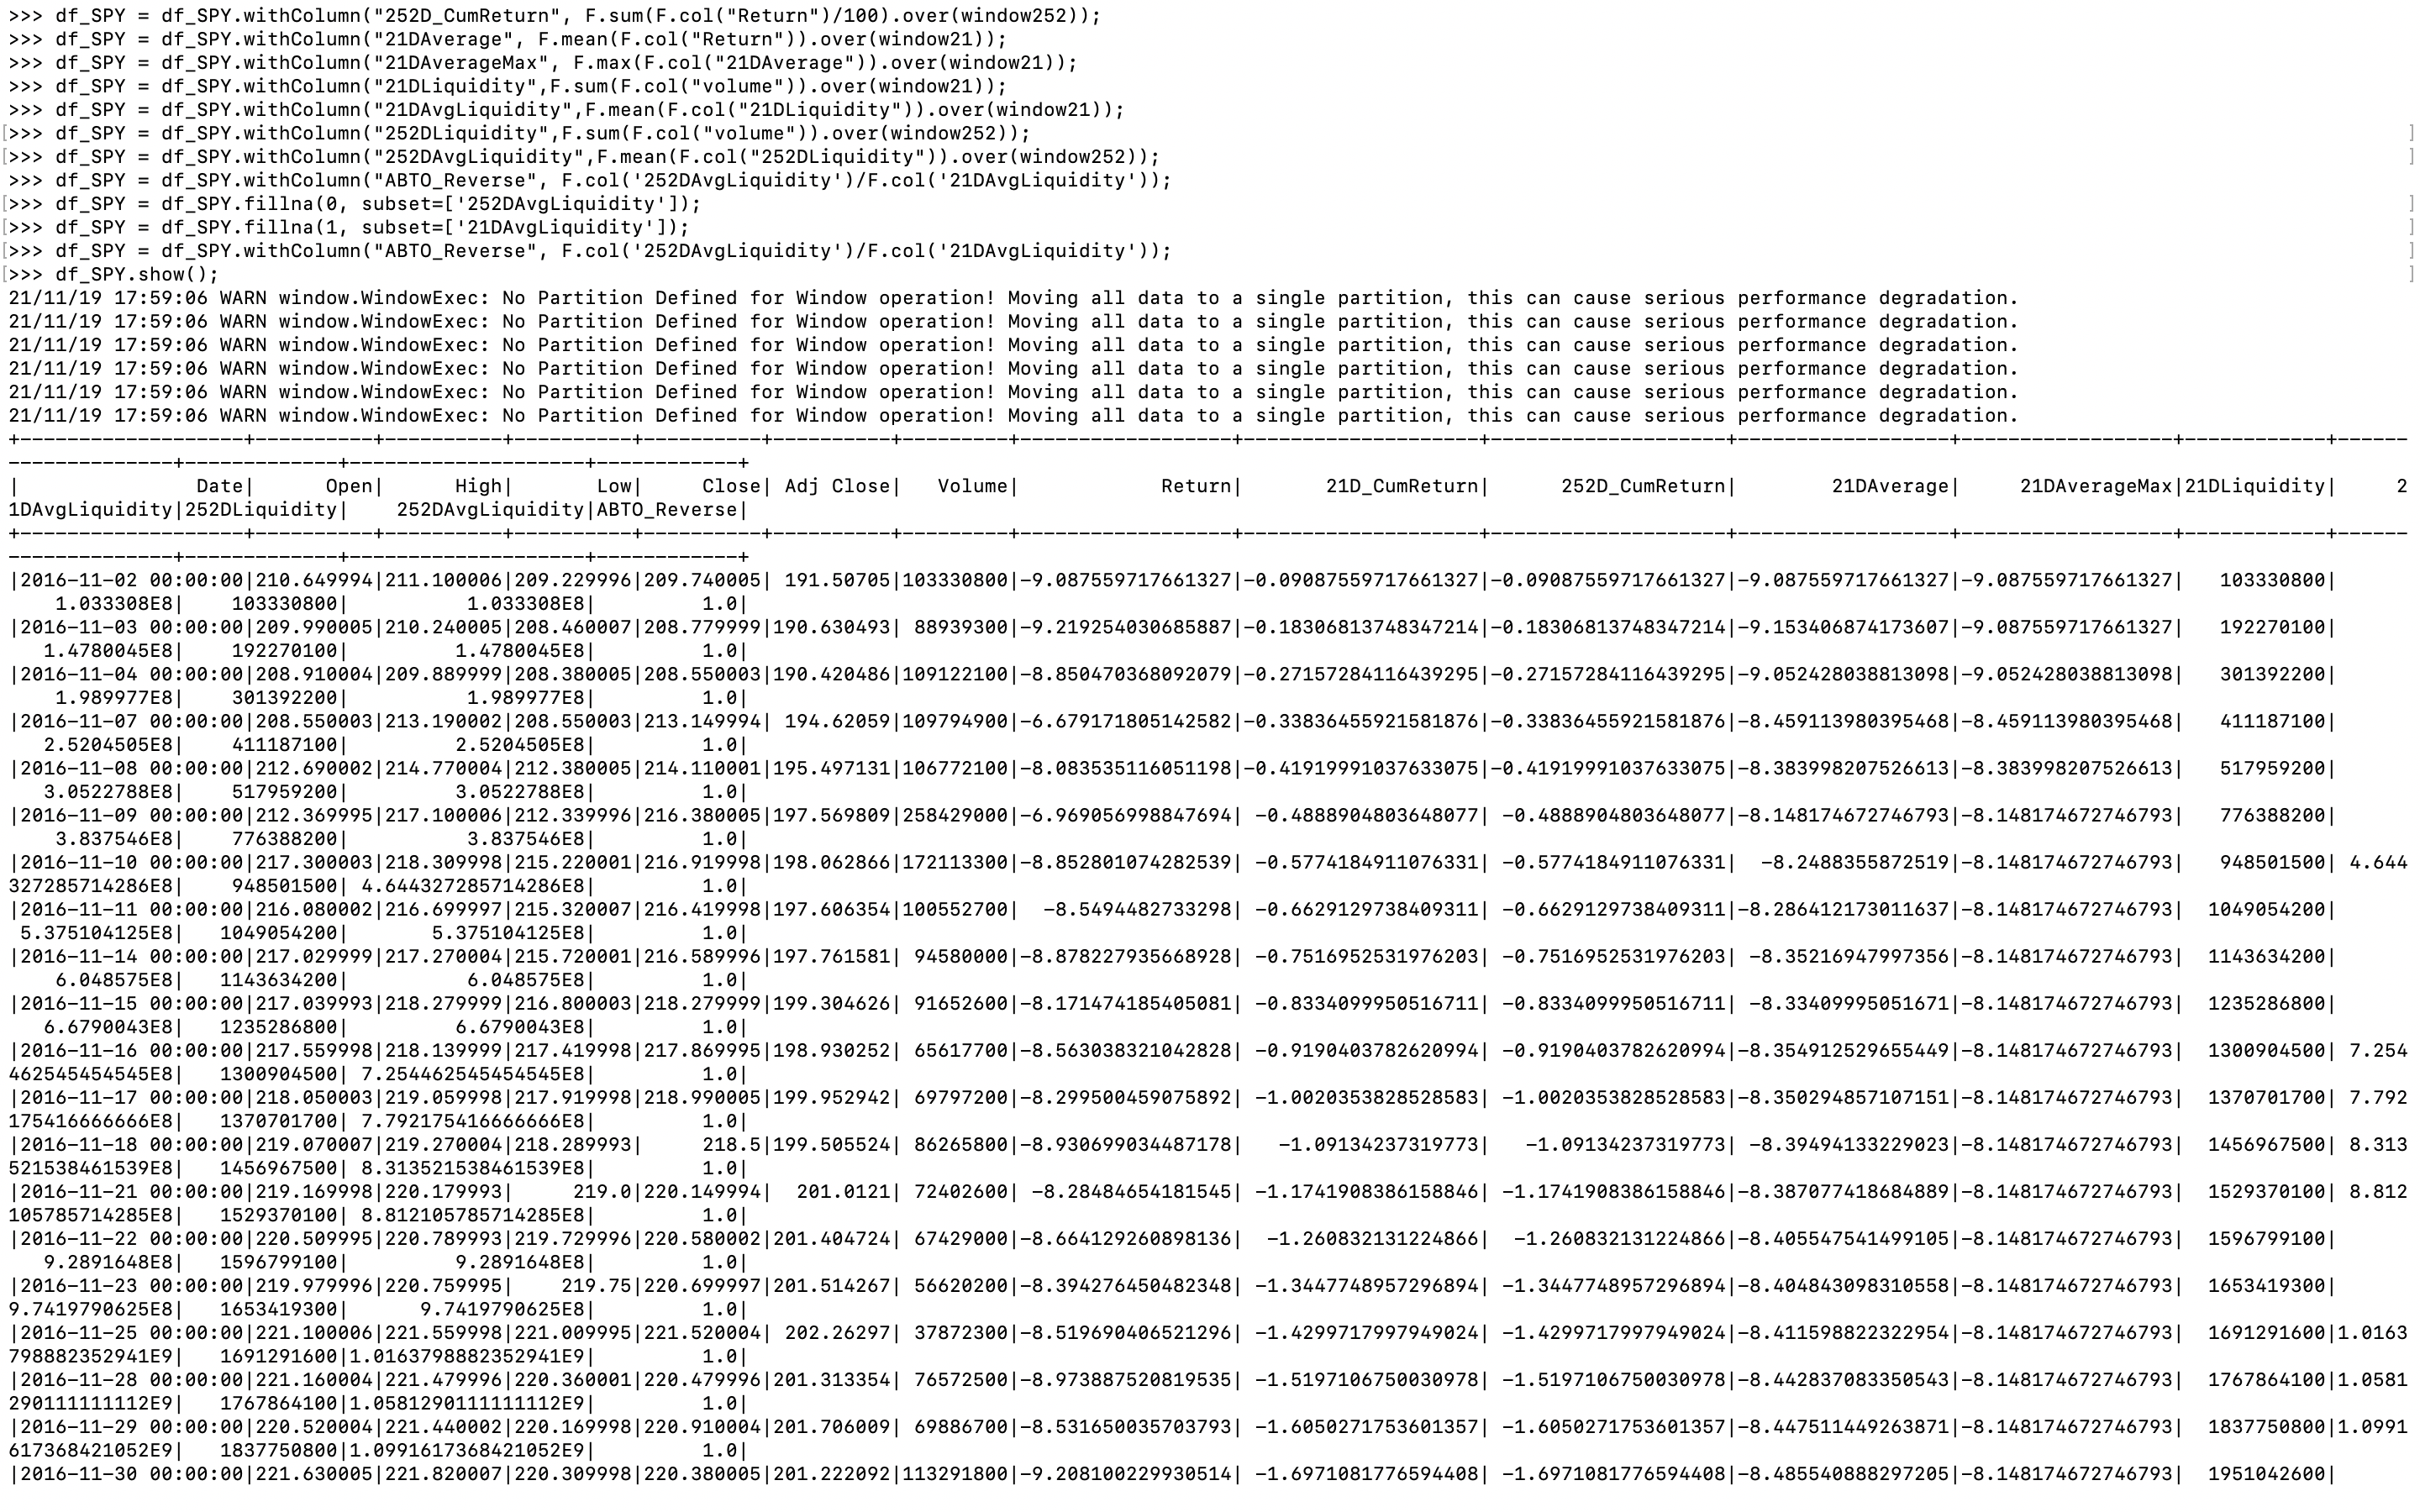 >>> df_SPY = df_SPY.withColumn("252D_CumReturn", F.sum(F.col("Return")/100).over(window252));
>>> df_SPY = df_SPY.withColumn("21DAverage", F.mean(F.col("Return")).over(window21));
>>> df_SPY = df_SPY.withColumn("21DAverageMax", F.max(F.col("21DAverage")).over(window21));
>>> df_SPY = df_SPY.withColumn("21DLiquidity",F.sum(F.col("volume")).over(window21));
>>> df_SPY = df_SPY.withColumn("21DAvgLiquidity",F.mean(F.col("21DLiquidity")).over(window21));
[>>> df_SPY = df_SPY.withColumn("252DLiquidity",F.sum(F.col("volume")).over(window252)); ]
[>>> df_SPY = df_SPY.withColumn("252DAvgLiquidity",F.mean(F.col("252DLiquidity")).over(window252)); ]
>>> df_SPY = df_SPY.withColumn("ABTO_Reverse", F.col('252DAvgLiquidity')/F.col('21DAvgLiquidity'));
[>>> df_SPY = df_SPY.fillna(0, subset=['252DAvgLiquidity']); ]
[>>> df_SPY = df_SPY.fillna(1, subset=['21DAvgLiquidity']); ]
[>>> df_SPY = df_SPY.withColumn("ABTO_Reverse", F.col('252DAvgLiquidity')/F.col('21DAvgLiquidity')); ]
[>>> df_SPY.show(); ]
21/11/19 17:59:06 WARN window.WindowExec: No Partition Defined for Window operation! Moving all data to a single partition, this can cause serious performance degradation.
21/11/19 17:59:06 WARN window.WindowExec: No Partition Defined for Window operation! Moving all data to a single partition, this can cause serious performance degradation.
21/11/19 17:59:06 WARN window.WindowExec: No Partition Defined for Window operation! Moving all data to a single partition, this can cause serious performance degradation.
21/11/19 17:59:06 WARN window.WindowExec: No Partition Defined for Window operation! Moving all data to a single partition, this can cause serious performance degradation.
21/11/19 17:59:06 WARN window.WindowExec: No Partition Defined for Window operation! Moving all data to a single partition, this can cause serious performance degradation.
21/11/19 17:59:06 WARN window.WindowExec: No Partition Defined for Window operation! Moving all data to a single partition, this can cause serious performance degradation.
+-------------------+----------+----------+----------+----------+----------+---------+------------------+--------------------+--------------------+------------------+------------------+------------+------
--------------+-------------+--------------------+------------+
| Date| Open| High| Low| Close| Adj Close| Volume| Return| 21D_CumReturn| 252D_CumReturn| 21DAverage| 21DAverageMax|21DLiquidity| 2
1DAvgLiquidity|252DLiquidity| 252DAvgLiquidity|ABTO_Reverse|
+-------------------+----------+----------+----------+----------+----------+---------+------------------+--------------------+--------------------+------------------+------------------+------------+------
--------------+-------------+--------------------+------------+
|2016-11-02 00:00:00|210.649994|211.100006|209.229996|209.740005| 191.50705|103330800|-9.087559717661327|-0.09087559717661327|-0.09087559717661327|-9.087559717661327|-9.087559717661327| 103330800|
1.033308E8| 103330800| 1.033308E8| 1.0|
|2016-11-03 00:00:00|209.990005|210.240005|208.460007|208.779999|190.630493| 88939300|-9.219254030685887|-0.18306813748347214|-0.18306813748347214|-9.153406874173607|-9.087559717661327| 192270100|
1.4780045E8| 192270100| 1.4780045E8| 1.0|
|2016-11-04 00:00:00|208.910004|209.889999|208.380005|208.550003|190.420486|109122100|-8.850470368092079|-0.27157284116439295|-0.27157284116439295|-9.052428038813098|-9.052428038813098| 301392200|
1.989977E8| 301392200| 1.989977E8| 1.0|
|2016-11-07 00:00:00|208.550003|213.190002|208.550003|213.149994| 194.62059|109794900|-6.679171805142582|-0.33836455921581876|-0.33836455921581876|-8.459113980395468|-8.459113980395468| 411187100|
2.5204505E8| 411187100| 2.5204505E8| 1.0|
|2016-11-08 00:00:00|212.690002|214.770004|212.380005|214.110001|195.497131|106772100|-8.083535116051198|-0.41919991037633075|-0.41919991037633075|-8.383998207526613|-8.383998207526613| 517959200|
3.0522788E8| 517959200| 3.0522788E8| 1.0|
|2016-11-09 00:00:00|212.369995|217.100006|212.339996|216.380005|197.569809|258429000|-6.969056998847694| -0.4888904803648077| -0.4888904803648077|-8.148174672746793|-8.148174672746793| 776388200|
3.837546E8| 776388200| 3.837546E8| 1.0|
|2016-11-10 00:00:00|217.300003|218.309998|215.220001|216.919998|198.062866|172113300|-8.852801074282539| -0.5774184911076331| -0.5774184911076331| -8.2488355872519|-8.148174672746793| 948501500| 4.644
327285714286E8| 948501500| 4.644327285714286E8| 1.0|
|2016-11-11 00:00:00|216.080002|216.699997|215.320007|216.419998|197.606354|100552700| -8.5494482733298| -0.6629129738409311| -0.6629129738409311|-8.286412173011637|-8.148174672746793| 1049054200|
5.375104125E8| 1049054200| 5.375104125E8| 1.0|
|2016-11-14 00:00:00|217.029999|217.270004|215.720001|216.589996|197.761581| 94580000|-8.878227935668928| -0.7516952531976203| -0.7516952531976203| -8.35216947997356|-8.148174672746793| 1143634200|
6.048575E8| 1143634200| 6.048575E8| 1.0|
|2016-11-15 00:00:00|217.039993|218.279999|216.800003|218.279999|199.304626| 91652600|-8.171474185405081| -0.8334099950516711| -0.8334099950516711| -8.33409995051671|-8.148174672746793| 1235286800|
6.6790043E8| 1235286800| 6.6790043E8| 1.0|
|2016-11-16 00:00:00|217.559998|218.139999|217.419998|217.869995|198.930252| 65617700|-8.563038321042828| -0.9190403782620994| -0.9190403782620994|-8.354912529655449|-8.148174672746793| 1300904500| 7.254
462545454545E8| 1300904500| 7.254462545454545E8| 1.0|
|2016-11-17 00:00:00|218.050003|219.059998|217.919998|218.990005|199.952942| 69797200|-8.299500459075892| -1.0020353828528583| -1.0020353828528583|-8.350294857107151|-8.148174672746793| 1370701700| 7.792
175416666666E8| 1370701700| 7.792175416666666E8| 1.0|
|2016-11-18 00:00:00|219.070007|219.270004|218.289993| 218.5|199.505524| 86265800|-8.930699034487178| -1.09134237319773| -1.09134237319773| -8.39494133229023|-8.148174672746793| 1456967500| 8.313
521538461539E8| 1456967500| 8.313521538461539E8| 1.0|
|2016-11-21 00:00:00|219.169998|220.179993| 219.0|220.149994| 201.0121| 72402600| -8.28484654181545| -1.1741908386158846| -1.1741908386158846|-8.387077418684889|-8.148174672746793| 1529370100| 8.812
105785714285E8| 1529370100| 8.812105785714285E8| 1.0|
|2016-11-22 00:00:00|220.509995|220.789993|219.729996|220.580002|201.404724| 67429000|-8.664129260898136| -1.260832131224866| -1.260832131224866|-8.405547541499105|-8.148174672746793| 1596799100|
9.2891648E8| 1596799100| 9.2891648E8| 1.0|
|2016-11-23 00:00:00|219.979996|220.759995| 219.75|220.699997|201.514267| 56620200|-8.394276450482348| -1.3447748957296894| -1.3447748957296894|-8.404843098310558|-8.148174672746793| 1653419300|
9.7419790625E8| 1653419300| 9.7419790625E8| 1.0|
|2016-11-25 00:00:00|221.100006|221.559998|221.009995|221.520004| 202.26297| 37872300|-8.519690406521296| -1.4299717997949024| -1.4299717997949024|-8.411598822322954|-8.148174672746793| 1691291600|1.0163
798882352941E9| 1691291600|1.0163798882352941E9| 1.0|
|2016-11-28 00:00:00|221.160004|221.479996|220.360001|220.479996|201.313354| 76572500|-8.973887520819535| -1.5197106750030978| -1.5197106750030978|-8.442837083350543|-8.148174672746793| 1767864100|1.0581
290111111112E9| 1767864100|1.0581290111111112E9| 1.0|
|2016-11-29 00:00:00|220.520004|221.440002|220.169998|220.910004|201.706009| 69886700|-8.531650035703793| -1.6050271753601357| -1.6050271753601357|-8.447511449263871|-8.148174672746793| 1837750800|1.0991
617368421052E9| 1837750800|1.0991617368421052E9| 1.0|
|2016-11-30 00:00:00|221.630005|221.820007|220.309998|220.380005|201.222092|113291800|-9.208100229930514| -1.6971081776594408| -1.6971081776594408|-8.485540888297205|-8.148174672746793| 1951042600|